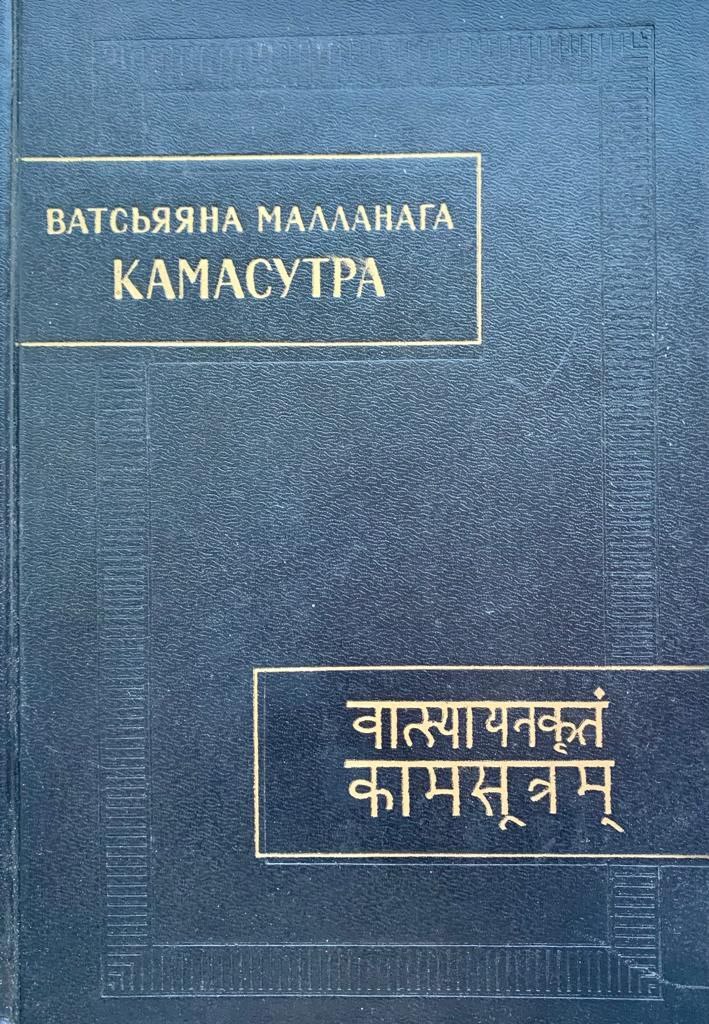 ВАТСЬЯЯНА МАЛЛАНАГА
КАМАСУТРА
वात्स्यायनकृतं
कामसूत्रम्